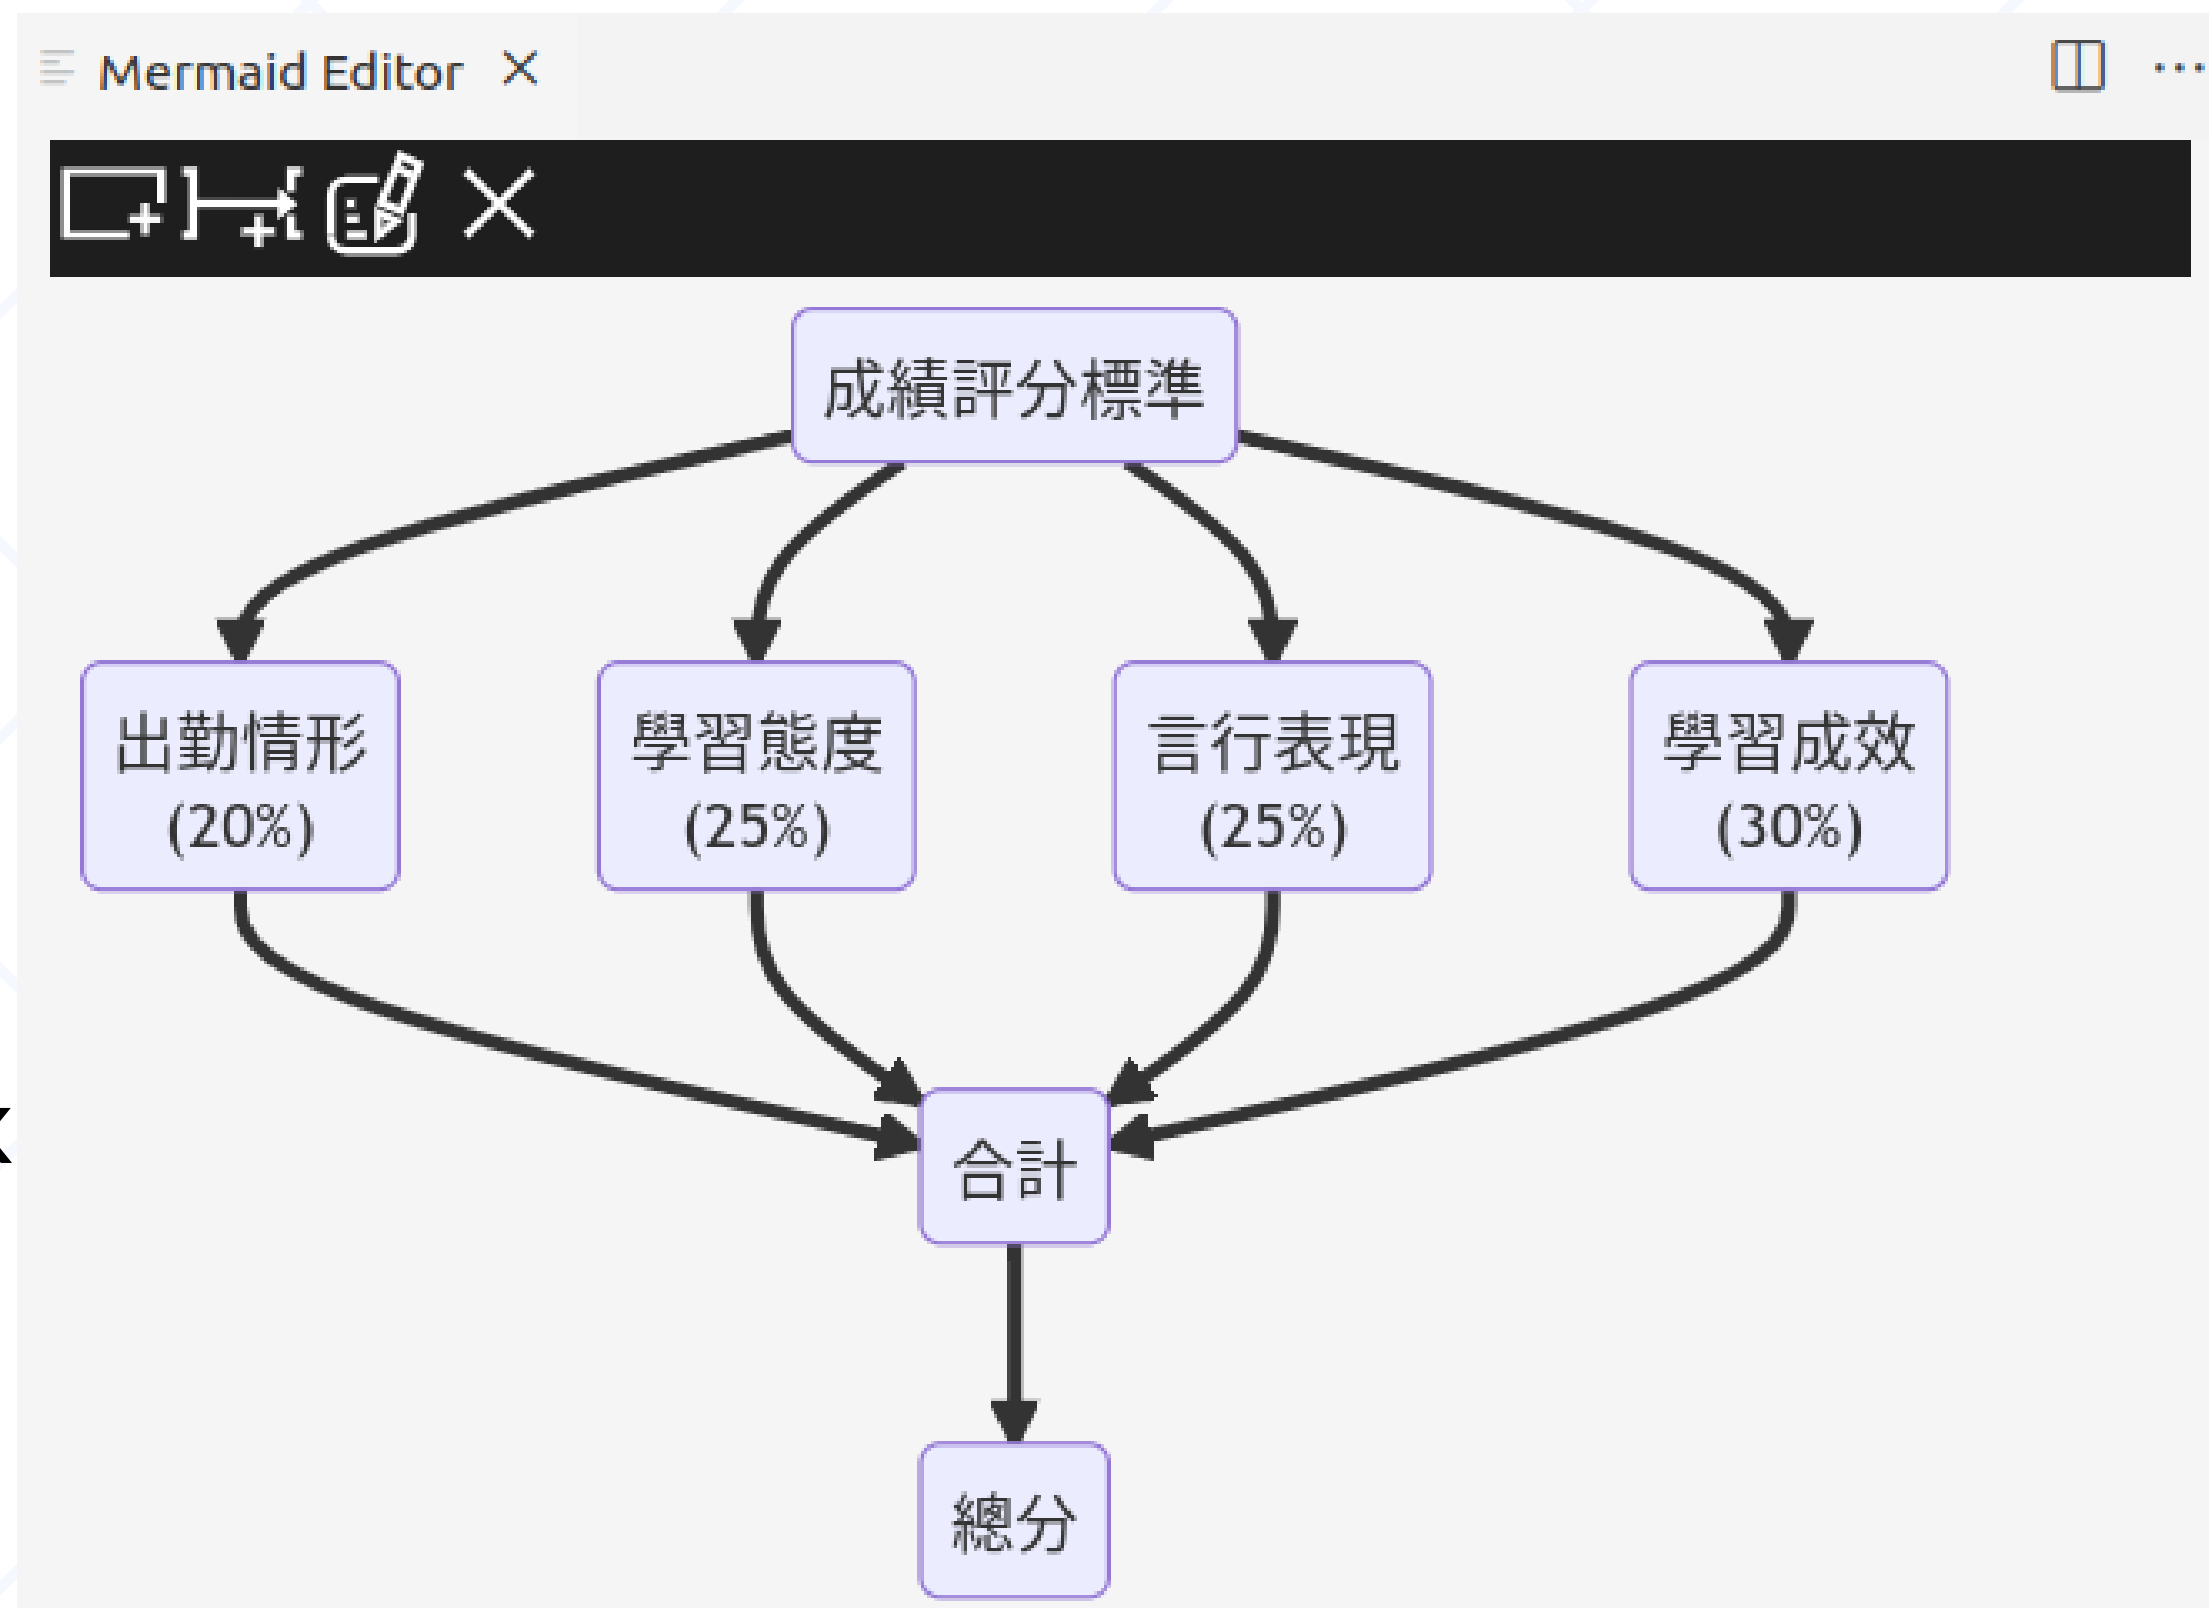 Mermaid Editor
成績評分標準
出勤情形
(20%)
學習態度
(25%)
言行表現
(25%)
學習成效
(30%)
合計
總分